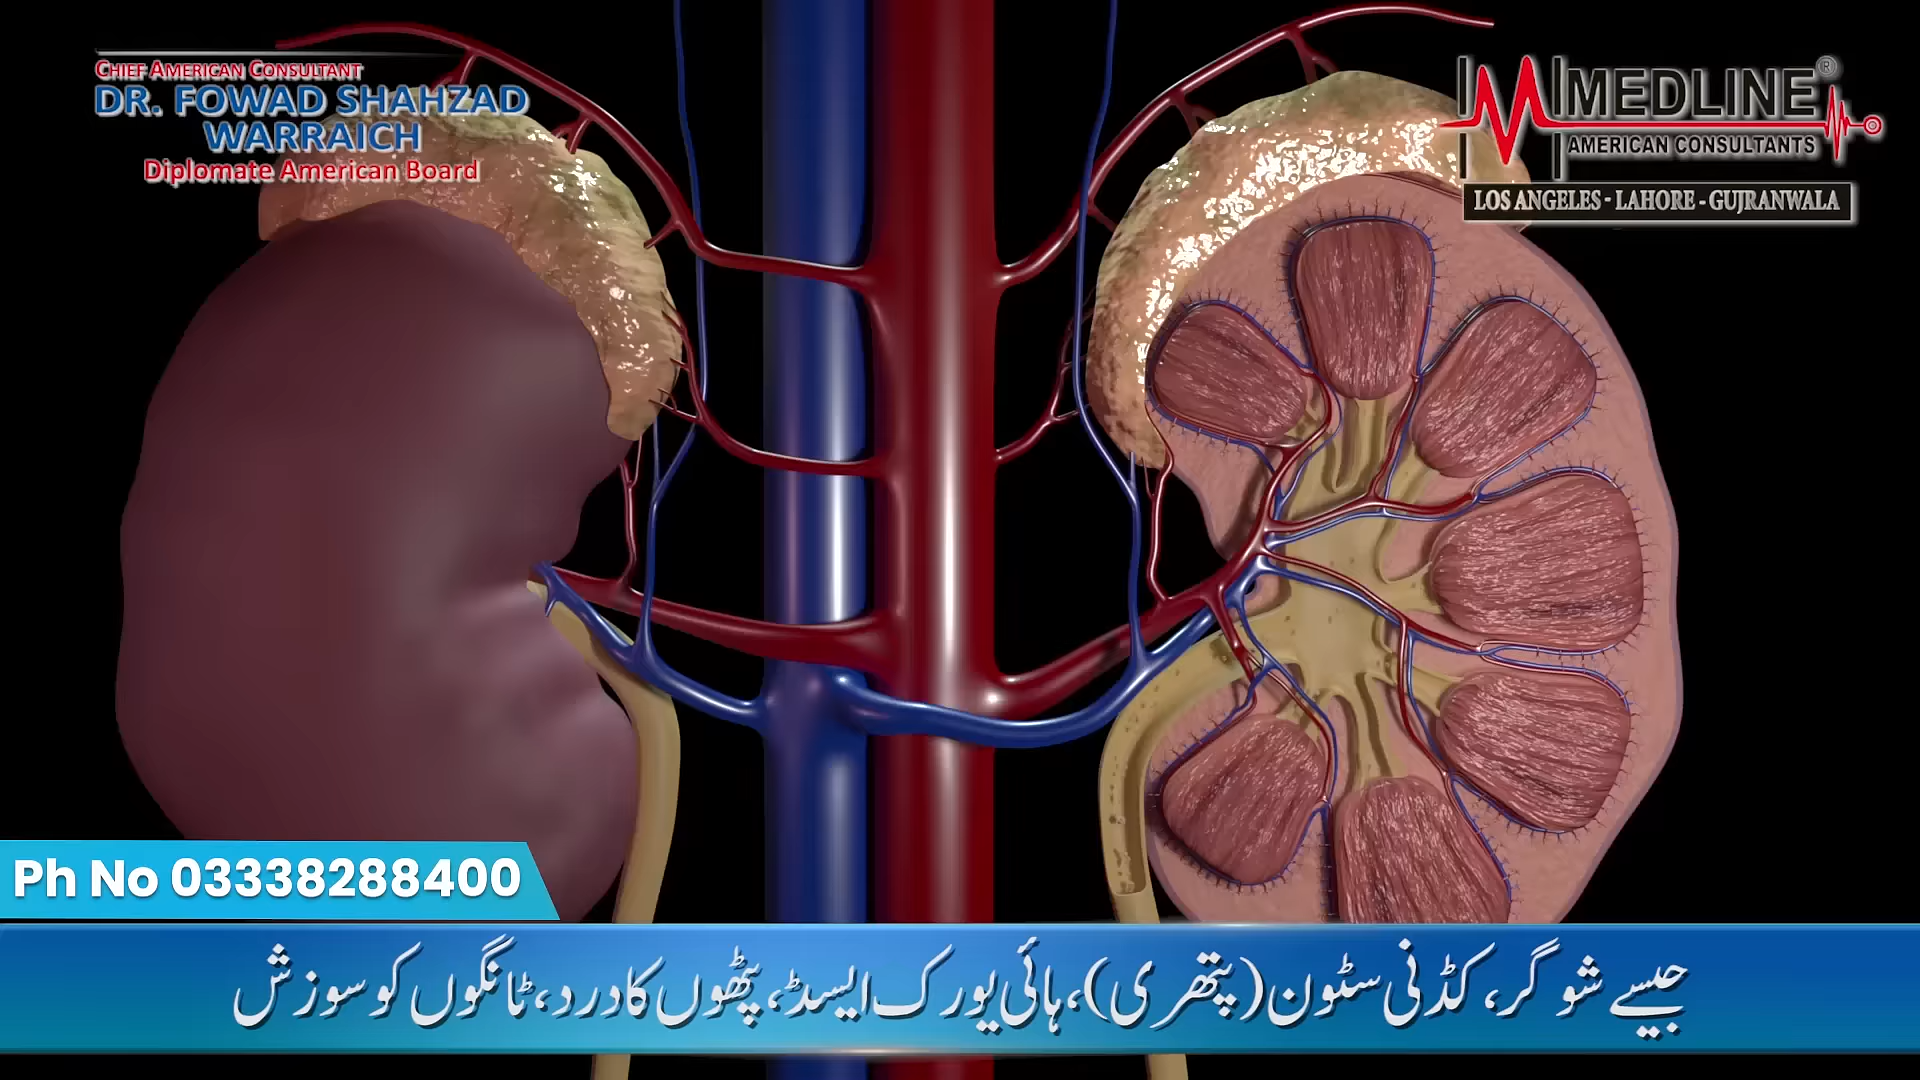 CHIEF AMERICAN CONSULTANT
DR. FOWAD SHAHZAD
WARRAICH
Diplomate American Board
MEDLINE®
AMERICAN CONSULTANTS
LOS ANGELES - LAHORE - GUJRANWALA
Ph No 03338288400
جیسے شوگر، کڈنی سٹون (پتھری)، ہائی یورک ایسڈ، پٹھوں کا درد، ٹانگوں کو سوزش